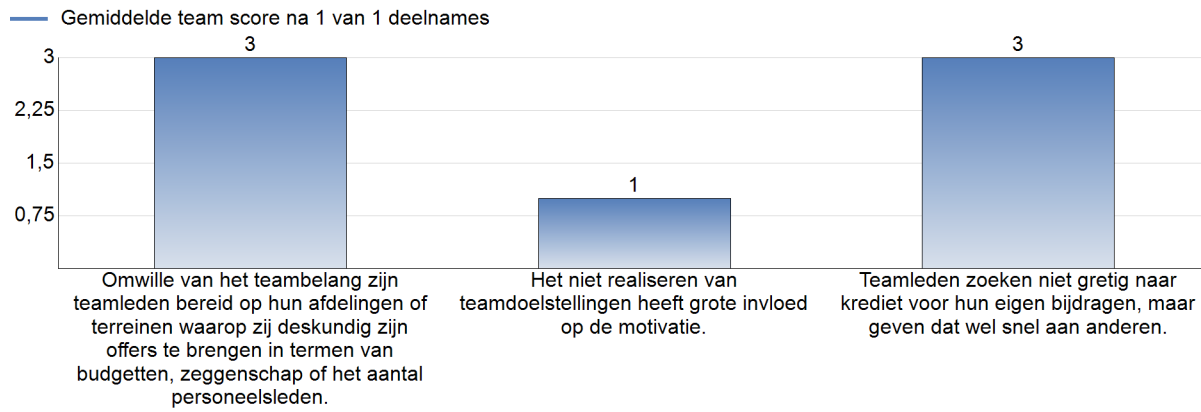 Gemiddelde team score na 1 van 1 deelnames
3
2,25
1,5
0,75
3
1
3
Omwille van het teambelang zijn
teamleden bereid op hun afdelingen of
terreinen waarop zij deskundig zijn
offers te brengen in termen van
budgetten, zeggenschap of het aantal
personeelsleden.
Het niet realiseren van
teamdoelstellingen heeft grote invloed
op de motivatie.
Teamleden zoeken niet gretig naar
krediet voor hun eigen bijdragen, maar
geven dat wel snel aan anderen.